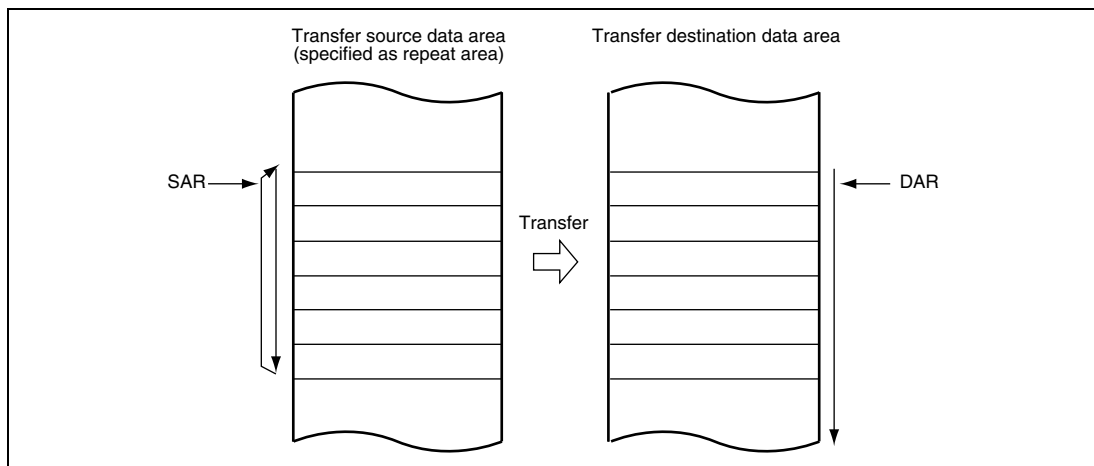 Transfer source data area
(specified as repeat area)
Transfer destination data area
SAR
Transfer
DAR